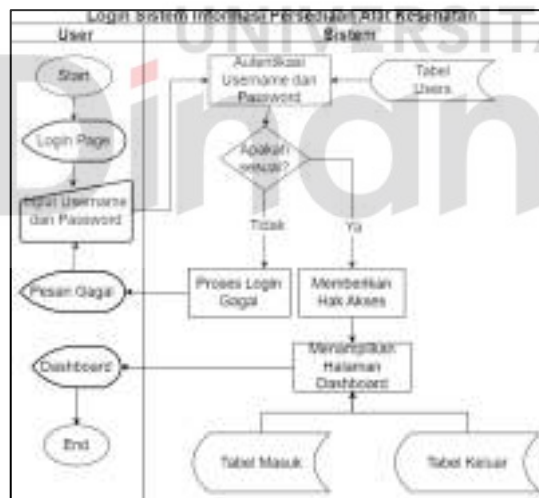 Login Sistem Informasi Persediaan Alat Kesehatan
UNIVERSITA
User
Sistem
Dinam
Start
Autentikasi
Username dan
Password
Tabel
Users
Login Page
Apakah
sesuai?
Input Username
dan Password
Tidak
Ya
Pesan Gagal
Proses Login
Gagal
Memberikan
Hak Akses
Dashboard
Menampilkan
Halaman
Dashboard
End
Tabel Masuk
Tabel Keluar